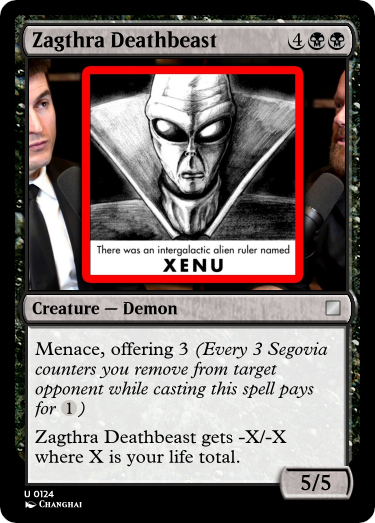 Zagthra Deathbeast 4
There was an intergalactic alien ruler named
XENU
Creature — Demon
Menace, offering 3 (Every 3 Segovia
counters you remove from target
opponent while casting this spell pays
for 1)
Zagthra Deathbeast gets -X/-X
where X is your life total.
5/5
U 0124
CHANGHAI